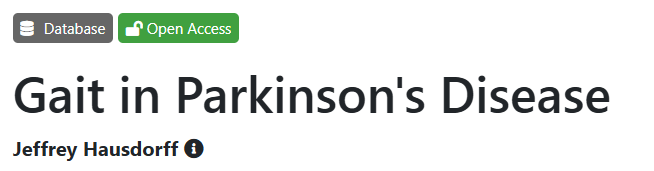 Database Open Access
Gait in Parkinson's Disease
Jeffrey Hausdorff